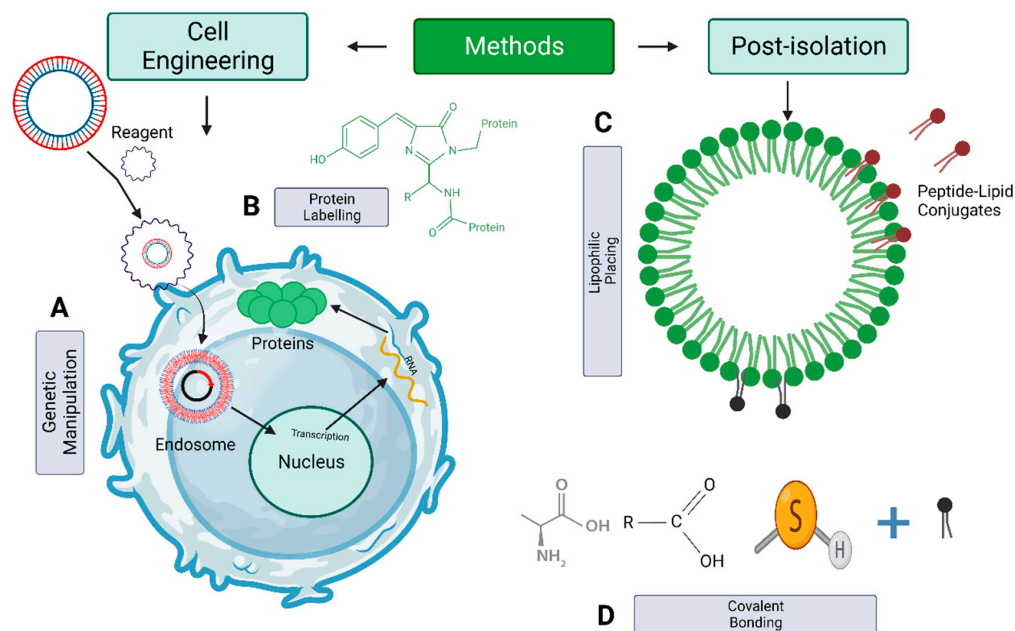 Cell
Engineering
Methods
Post-isolation
Reagent
B
Protein
Labelling
O
Protein
HO
N
N
R
NH
O
Protein
C
Lipophilic
Placing
Peptide-Lipid
Conjugates
A
Genetic
Manipulation
Proteins
RNA
Endosome
Transcription
Nucleus
O
OH
NH2
R
C
O
OH
S
H
+
D
Covalent
Bonding